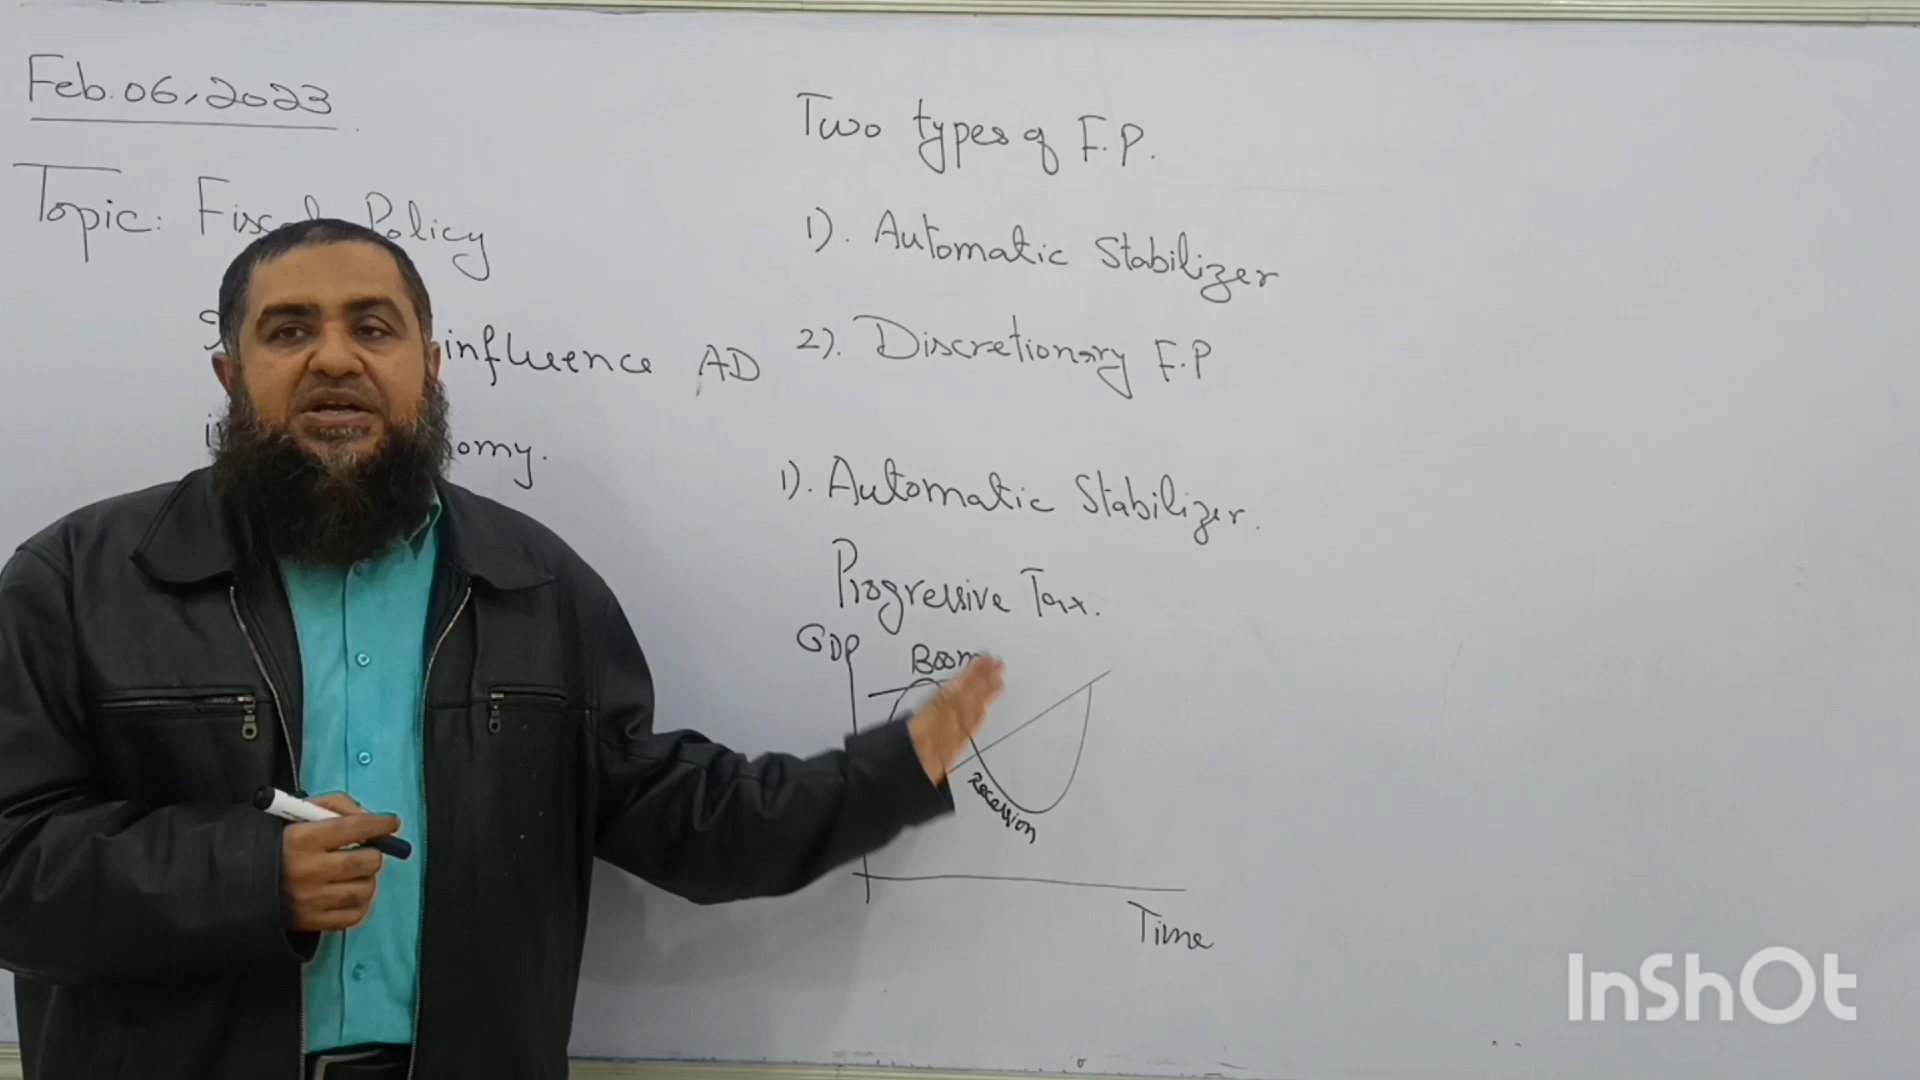 Feb. 06, 2023
Topic: Fiscal Policy
influence AD
Two types of F.P.
1). Automatic Stabilizer
2). Discretionary F.P
1). Automatic Stabilizer.
Progressive Tax.
GDP
Boom
Recession
Time
InShOt